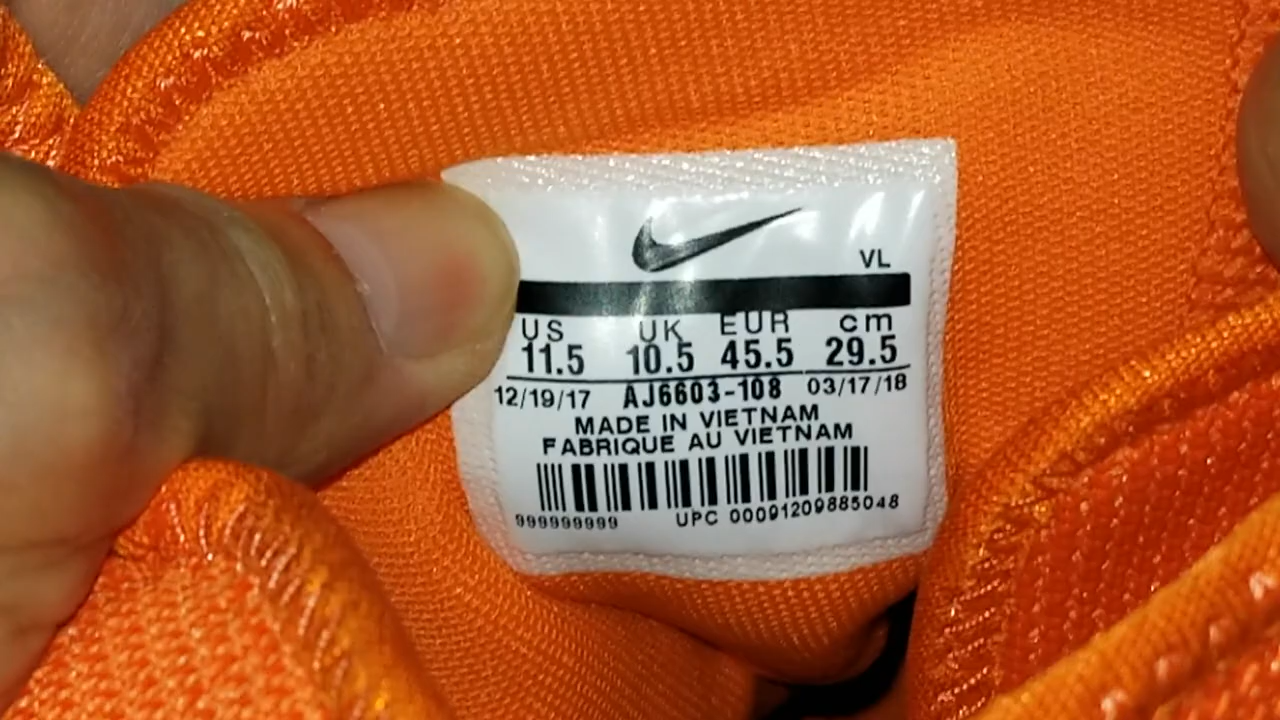 VL
US UK EUR cm
11.5 10.5 45.5 29.5
12/19/17 AJ6603-108 03/17/18
MADE IN VIETNAM
FABRIQUE AU VIETNAM
999999999 UPC 00091209885048